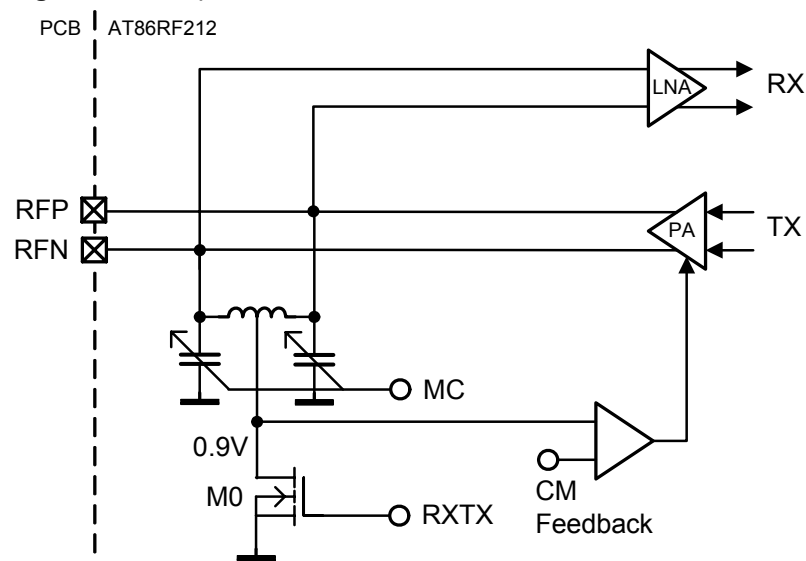 PCB
AT86RF212
LNA
RX
RFP
RFN
PA
TX
MC
0.9V
M0
RXTX
CM
Feedback